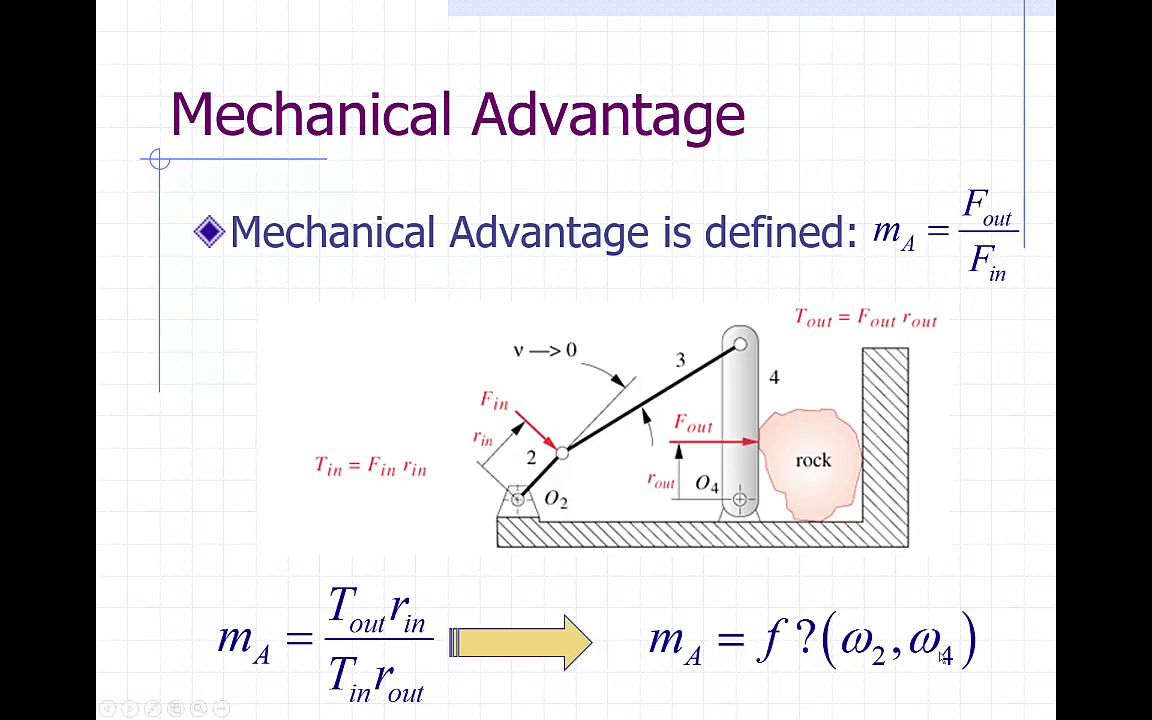 Mechanical Advantage
Mechanical Advantage is defined: m_A = F_out / F_in
T_out = F_out r_out
ν —> 0
3
4
F_in
r_in
F_out
2
rock
T_in = F_in r_in
r_out
O_4
O_2
m_A = T_out r_in / T_in r_out
m_A = f ?(ω_2, ω_4)